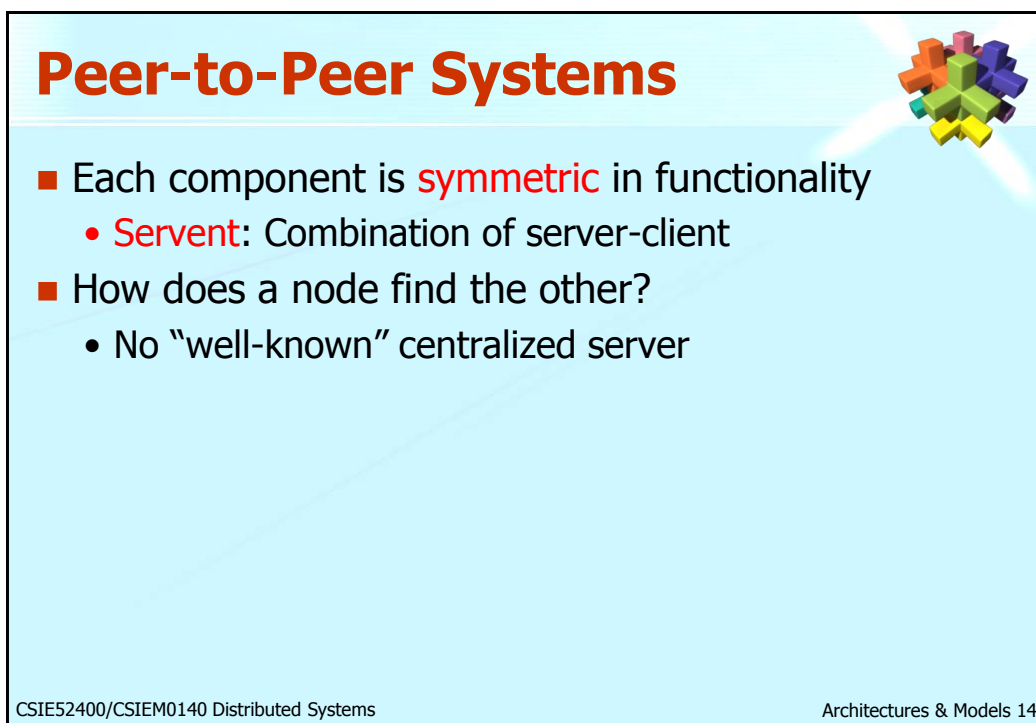 Peer-to-Peer Systems
■ Each component is symmetric in functionality
• Servent: Combination of server-client
■ How does a node find the other?
• No “well-known” centralized server
CSIE52400/CSIEM0140 Distributed Systems
Architectures & Models 14